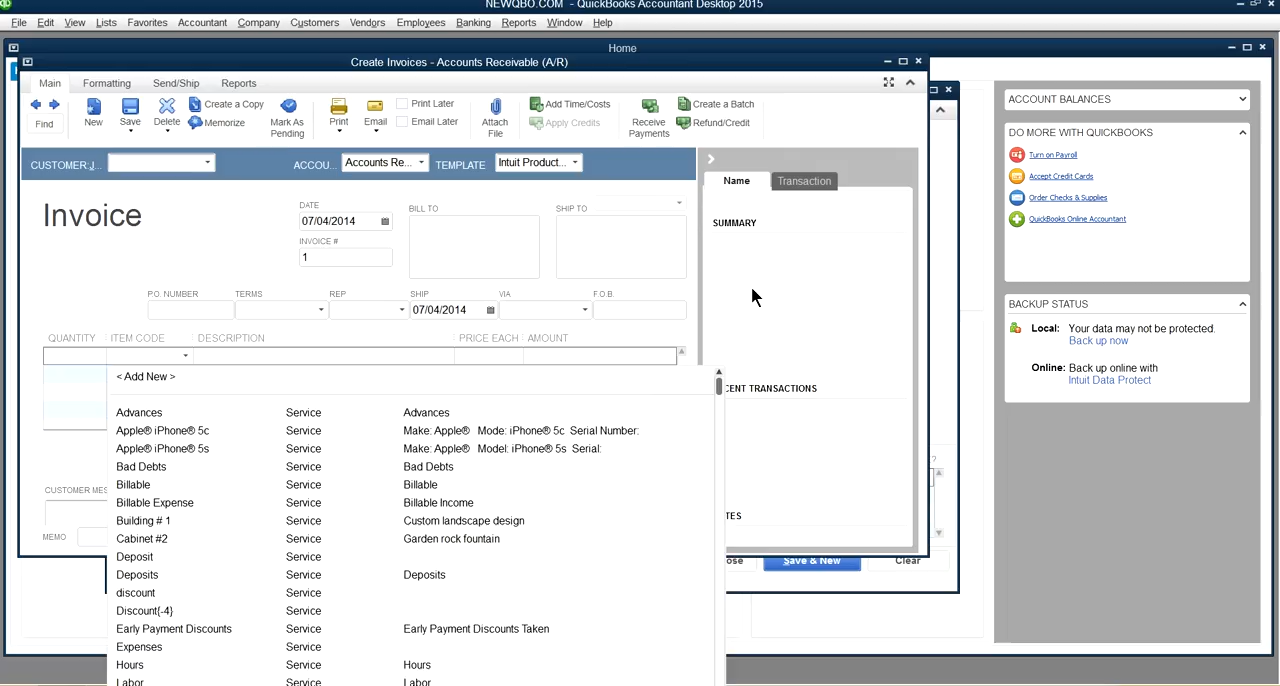 NEWQBO.COM - QuickBooks Accountant Desktop 2015
File Edit View Lists Favorites Accountant Company Customers Vendors Employees Banking Reports Window Help
Home
Create Invoices - Accounts Receivable (A/R)
Main Formatting Send/Ship Reports
Find
New
Save
Delete
Create a Copy
Memorize
Mark As
Pending
Print
Email
Print Later
Email Later
Attach
File
Add Time/Costs
Apply Credits
Receive
Payments
Create a Batch
Refund/Credit
CUSTOMER:J... ACCOU... Accounts Re... TEMPLATE Intuit Product...
Name Transaction
SUMMARY
Invoice
DATE
07/04/2014
INVOICE #
1
BILL TO
SHIP TO
P.O. NUMBER TERMS REP SHIP VIA F.O.B.
07/04/2014
QUANTITY ITEM CODE DESCRIPTION PRICE EACH AMOUNT
< Add New >
Advances Service Advances
Apple® iPhone® 5c Service Make: Apple® Mode: iPhone® 5c Serial Number:
Apple® iPhone® 5s Service Make: Apple® Model: iPhone® 5s Serial:
Bad Debts Service Bad Debts
Billable Service Billable
Billable Expense Service Billable Income
Building # 1 Service Custom landscape design
Cabinet #2 Service Garden rock fountain
Deposit Service
Deposits Service Deposits
discount Service
Discount{-4} Service
Early Payment Discounts Service Early Payment Discounts Taken
Expenses Service
Hours Service Hours
Labor Service Labor
CUSTOMER MES
MEMO
CENT TRANSACTIONS
TES
ose Save & New Clear
?
ACCOUNT BALANCES
DO MORE WITH QUICKBOOKS
Turn on Payroll
Accept Credit Cards
Order Checks & Supplies
QuickBooks Online Accountant
BACKUP STATUS
Local: Your data may not be protected.
Back up now
Online: Back up online with
Intuit Data Protect